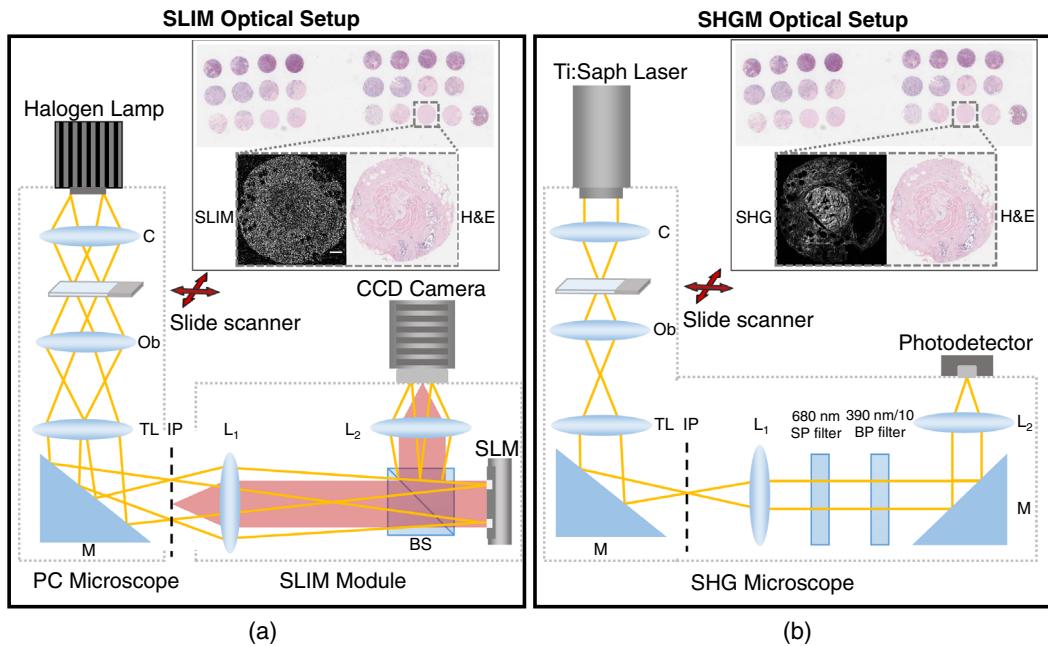 SLIM Optical Setup
Halogen Lamp
SLIM
H&E
C
Slide scanner
CCD Camera
Ob
TL
IP
L₁
L₂
SLM
M
BS
PC Microscope
SLIM Module
(a)
SHGM Optical Setup
Ti:Saph Laser
SHG
H&E
C
Slide scanner
Ob
Photodetector
TL
IP
L₁
680 nm
SP filter
390 nm/10
BP filter
L₂
M
M
SHG Microscope
(b)